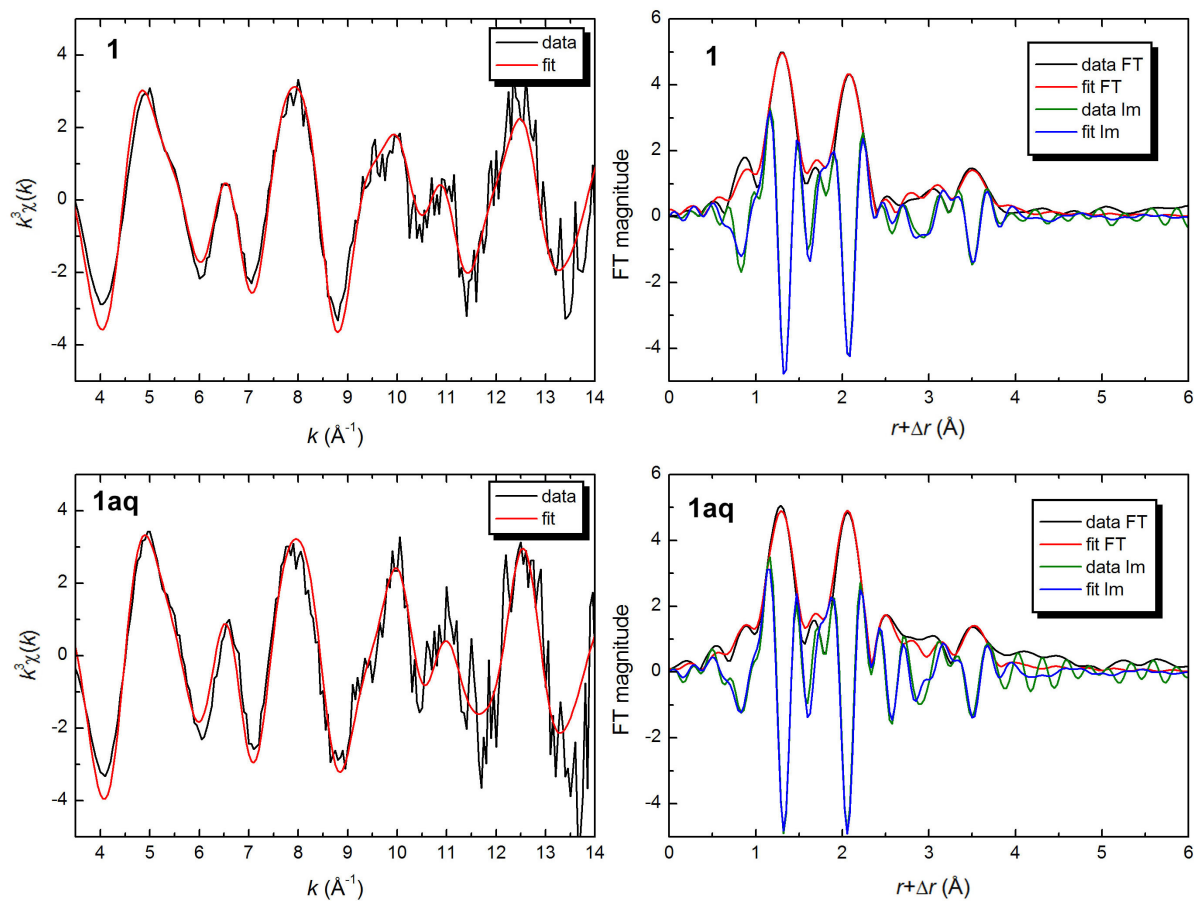 1
data
fit
4
2
0
-2
-4
k³χ(k)
4 5 6 7 8 9 10 11 12 13 14
k (Å⁻¹)
1
data FT
fit FT
data Im
fit Im
6
4
2
0
-2
-4
FT magnitude
0 1 2 3 4 5 6
r+Δr (Å)
1aq
data
fit
4
2
0
-2
-4
k³χ(k)
4 5 6 7 8 9 10 11 12 13 14
k (Å⁻¹)
1aq
data FT
fit FT
data Im
fit Im
6
4
2
0
-2
-4
FT magnitude
0 1 2 3 4 5 6
r+Δr (Å)